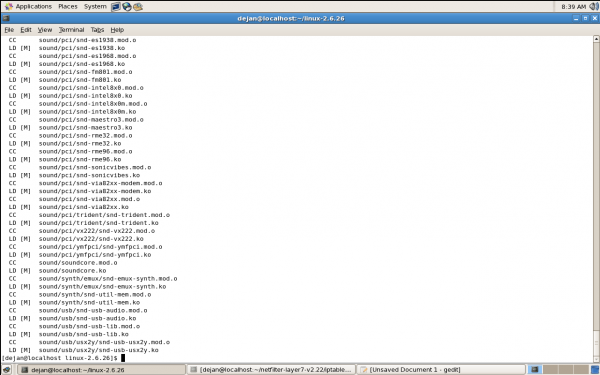 Applications Places System 8:39 AM
dejan@localhost:~/linux-2.6.26
File Edit View Terminal Tabs Help
CC sound/pci/snd-es1938.mod.o
LD [M] sound/pci/snd-es1938.ko
CC sound/pci/snd-es1968.mod.o
LD [M] sound/pci/snd-es1968.ko
CC sound/pci/snd-fm801.mod.o
LD [M] sound/pci/snd-fm801.ko
CC sound/pci/snd-intel8x0.mod.o
LD [M] sound/pci/snd-intel8x0.ko
CC sound/pci/snd-intel8x0m.mod.o
LD [M] sound/pci/snd-intel8x0m.ko
CC sound/pci/snd-maestro3.mod.o
LD [M] sound/pci/snd-maestro3.ko
CC sound/pci/snd-rme32.mod.o
LD [M] sound/pci/snd-rme32.ko
CC sound/pci/snd-rme96.mod.o
LD [M] sound/pci/snd-rme96.ko
CC sound/pci/snd-sonicvibes.mod.o
LD [M] sound/pci/snd-sonicvibes.ko
CC sound/pci/snd-via82xx-modem.mod.o
LD [M] sound/pci/snd-via82xx-modem.ko
CC sound/pci/snd-via82xx.mod.o
LD [M] sound/pci/snd-via82xx.ko
CC sound/pci/trident/snd-trident.mod.o
LD [M] sound/pci/trident/snd-trident.ko
CC sound/pci/vx222/snd-vx222.mod.o
LD [M] sound/pci/vx222/snd-vx222.ko
CC sound/pci/ymfpci/snd-ymfpci.mod.o
LD [M] sound/pci/ymfpci/snd-ymfpci.ko
CC sound/soundcore.mod.o
LD [M] sound/soundcore.ko
CC sound/synth/emux/snd-emux-synth.mod.o
LD [M] sound/synth/emux/snd-emux-synth.ko
CC sound/synth/snd-util-mem.mod.o
LD [M] sound/synth/snd-util-mem.ko
CC sound/usb/snd-usb-audio.mod.o
LD [M] sound/usb/snd-usb-audio.ko
CC sound/usb/snd-usb-lib.mod.o
LD [M] sound/usb/snd-usb-lib.ko
CC sound/usb/usx2y/snd-usb-usx2y.mod.o
LD [M] sound/usb/usx2y/snd-usb-usx2y.ko
[dejan@localhost linux-2.6.26]$
dejan@localhost:~/linux-2.6.26 [dejan@localhost:~/netfilter-layer7-v2.22/iptable... [Unsaved Document 1 - gedit]